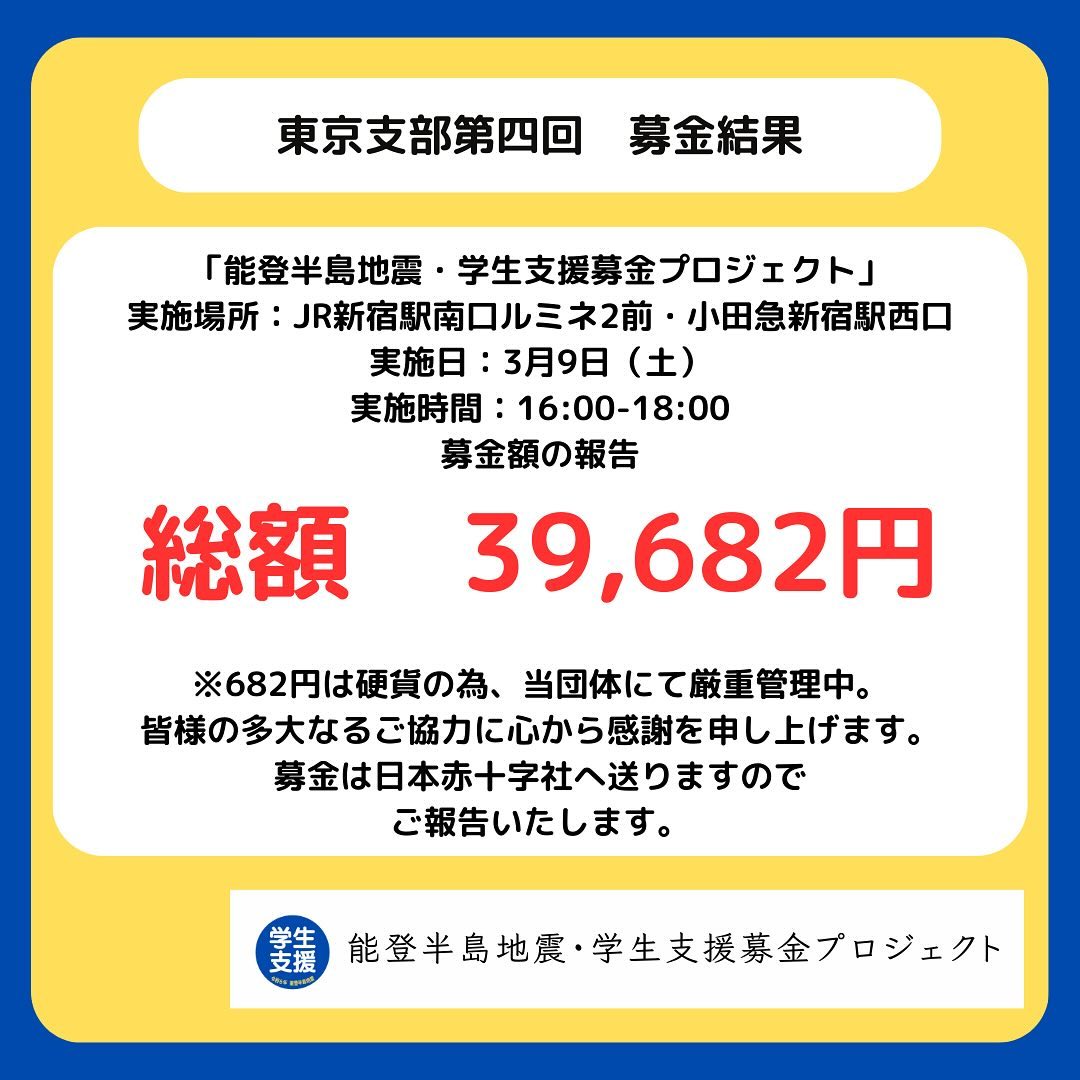 東京支部第四回　募金結果
「能登半島地震・学生支援募金プロジェクト」
実施場所：JR新宿駅南口ルミネ2前・小田急新宿駅西口
実施日：3月9日（土）
実施時間：16:00-18:00
募金額の報告
総額　39,682円
※682円は硬貨の為、当団体にて厳重管理中。
皆様の多大なるご協力に心から感謝を申し上げます。
募金は日本赤十字社へ送りますので
ご報告いたします。
学生
支援
能登半島地震・学生支援募金プロジェクト